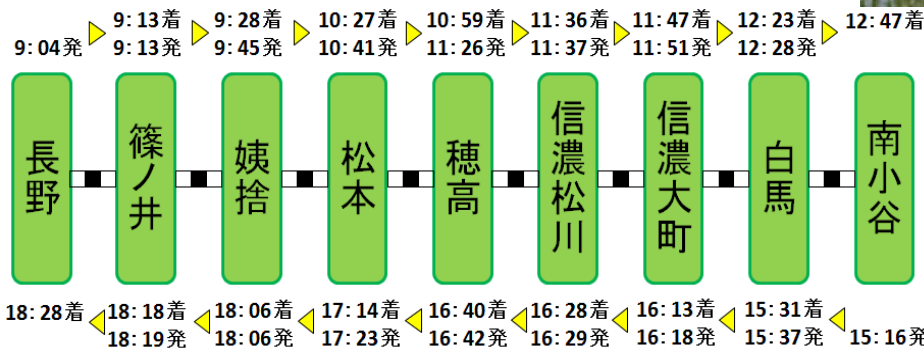 9:13着 9:28着 10:27着 10:59着 11:36着 11:47着 12:23着 12:47着
9:04発 9:13発 9:45発 10:41発 11:26発 11:37発 11:51発 12:28発
長野
篠ノ井
姨捨
松本
穂高
信濃松川
信濃大町
白馬
南小谷
18:28着 18:18着 18:06着 17:14着 16:40着 16:28着 16:13着 15:31着
18:19発 18:06発 17:23発 16:42発 16:29発 16:18発 15:37発 15:16発